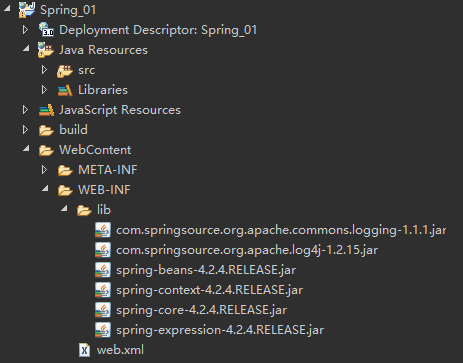 Spring_01
Deployment Descriptor: Spring_01
Java Resources
src
Libraries
JavaScript Resources
build
WebContent
META-INF
WEB-INF
lib
com.springsource.org.apache.commons.logging-1.1.1.jar
com.springsource.org.apache.log4j-1.2.15.jar
spring-beans-4.2.4.RELEASE.jar
spring-context-4.2.4.RELEASE.jar
spring-core-4.2.4.RELEASE.jar
spring-expression-4.2.4.RELEASE.jar
web.xml